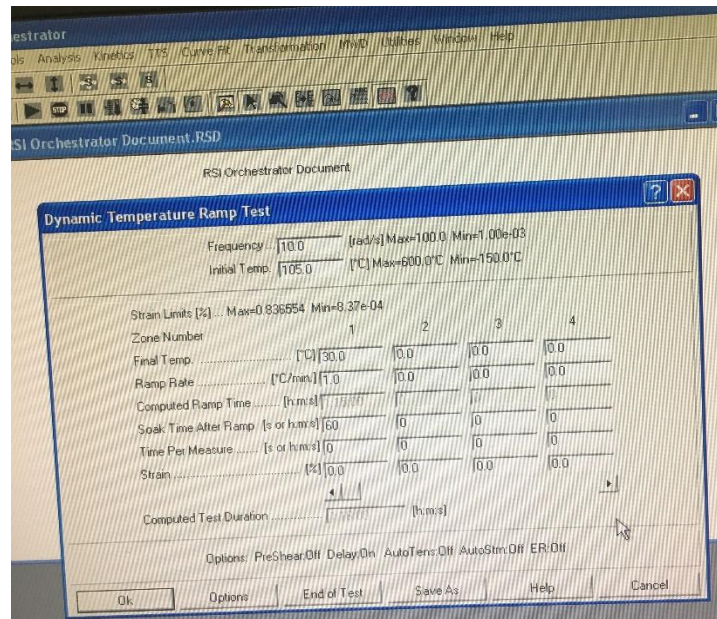 estrator
ols Analysis Kinetics TTS Curve Fit Transformation MWD Utilities Window Help
STOP
SI Orchestrator Document.RSD
RSI Orchestrator Document
Dynamic Temperature Ramp Test
Frequency .. 10.0 [rad/s] Max=100.0 Min=1.00e-03
Initial Temp. 105.0 [°C] Max=600.0°C Min=-150.0°C
Strain Limits [%] ... Max=0.836554 Min=8.37e-04
Zone Number 1 2 3 4
Final Temp. ........................ [°C] 30.0 0.0 0.0 0.0
Ramp Rate .................. [°C/min.] 1.0 0.0 0.0 0.0
Computed Ramp Time ....... [h:m:s]
Soak Time After Ramp [s or h:m:s] 60 0 0 0
Time Per Measure ....... [s or h:m:s] 0 0 0 0
Strain ................................ [%] 0.0 0.0 0.0 0.0
Computed Test Duration .............. [h:m:s]
Options: PreShear:Off Delay:On AutoTens:Off AutoStrn:Off ER:Off
Ok Options End of Test Save As Help Cancel